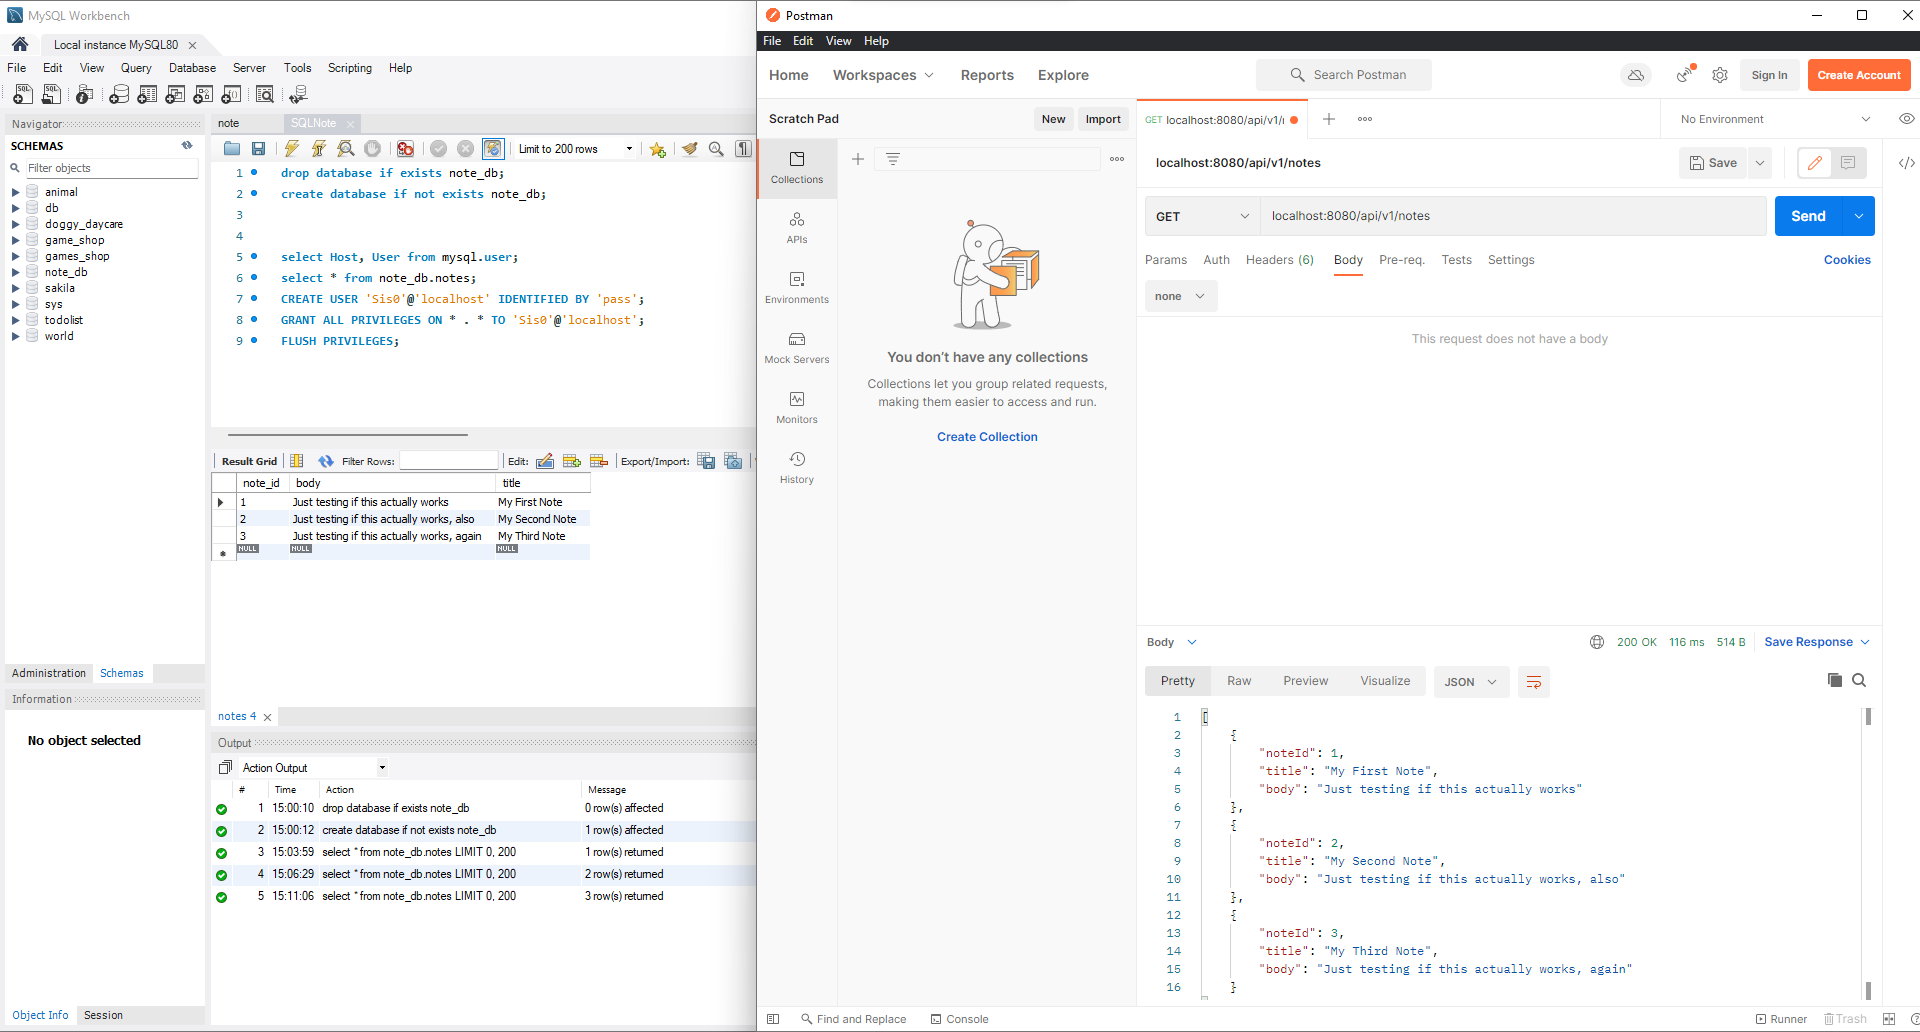 MySQL Workbench
Local instance MySQL80
File Edit View Query Database Server Tools Scripting Help
Navigator
SCHEMAS
Filter objects
animal
db
doggy_daycare
game_shop
games_shop
note_db
sakila
sys
todolist
world
Administration Schemas
Information
No object selected
Object Info Session
note SQLNote
Limit to 200 rows
1 drop database if exists note_db;
2 create database if not exists note_db;
3
4
5 select Host, User from mysql.user;
6 select * from note_db.notes;
7 CREATE USER 'Sis0'@'localhost' IDENTIFIED BY 'pass';
8 GRANT ALL PRIVILEGES ON * . * TO 'Sis0'@'localhost';
9 FLUSH PRIVILEGES;
Result Grid Filter Rows: Edit: Export/Import:
note_id body title
1 Just testing if this actually works My First Note
2 Just testing if this actually works, also My Second Note
3 Just testing if this actually works, again My Third Note
NULL NULL NULL
notes 4
Output
Action Output
# Time Action Message
1 15:00:10 drop database if exists note_db 0 row(s) affected
2 15:00:12 create database if not exists note_db 1 row(s) affected
3 15:03:59 select * from note_db.notes LIMIT 0, 200 1 row(s) returned
4 15:06:29 select * from note_db.notes LIMIT 0, 200 2 row(s) returned
5 15:11:06 select * from note_db.notes LIMIT 0, 200 3 row(s) returned
Postman
File Edit View Help
Home Workspaces Reports Explore Search Postman Sign In Create Account
Scratch Pad New Import
Collections
APIs
Environments
Mock Servers
Monitors
History
You don't have any collections
Collections let you group related requests,
making them easier to access and run.
Create Collection
GET localhost:8080/api/v1/ No Environment
localhost:8080/api/v1/notes Save
GET localhost:8080/api/v1/notes Send
Params Auth Headers (6) Body Pre-req. Tests Settings Cookies
none
This request does not have a body
Body 200 OK 116 ms 514 B Save Response
Pretty Raw Preview Visualize JSON
1 [
2 {
3 "noteId": 1,
4 "title": "My First Note",
5 "body": "Just testing if this actually works"
6 },
7 {
8 "noteId": 2,
9 "title": "My Second Note",
10 "body": "Just testing if this actually works, also"
11 },
12 {
13 "noteId": 3,
14 "title": "My Third Note",
15 "body": "Just testing if this actually works, again"
16 }
Find and Replace Console Runner Trash